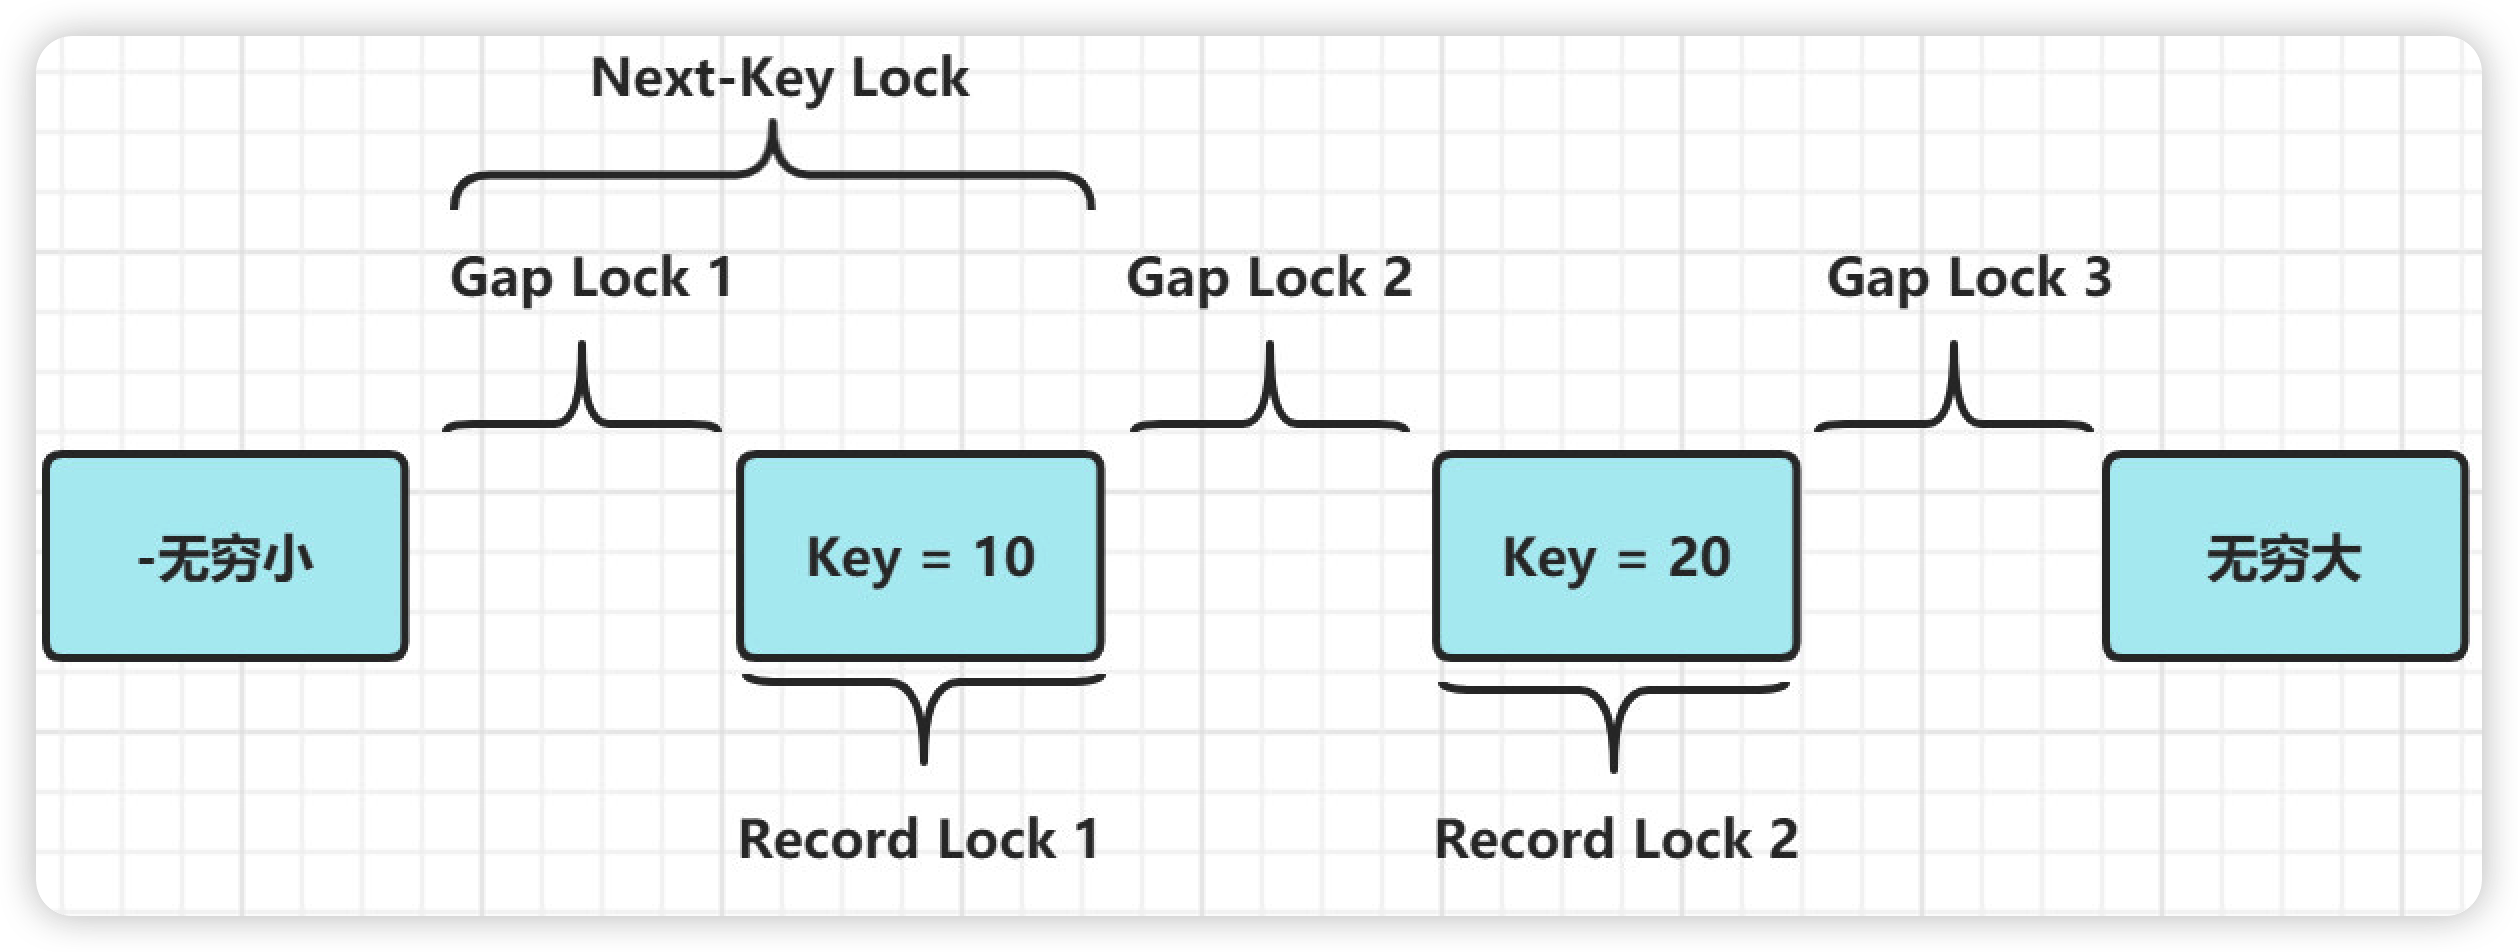 Next-Key Lock
Gap Lock 1
Gap Lock 2
Gap Lock 3
-无穷小
Key = 10
Key = 20
无穷大
Record Lock 1
Record Lock 2